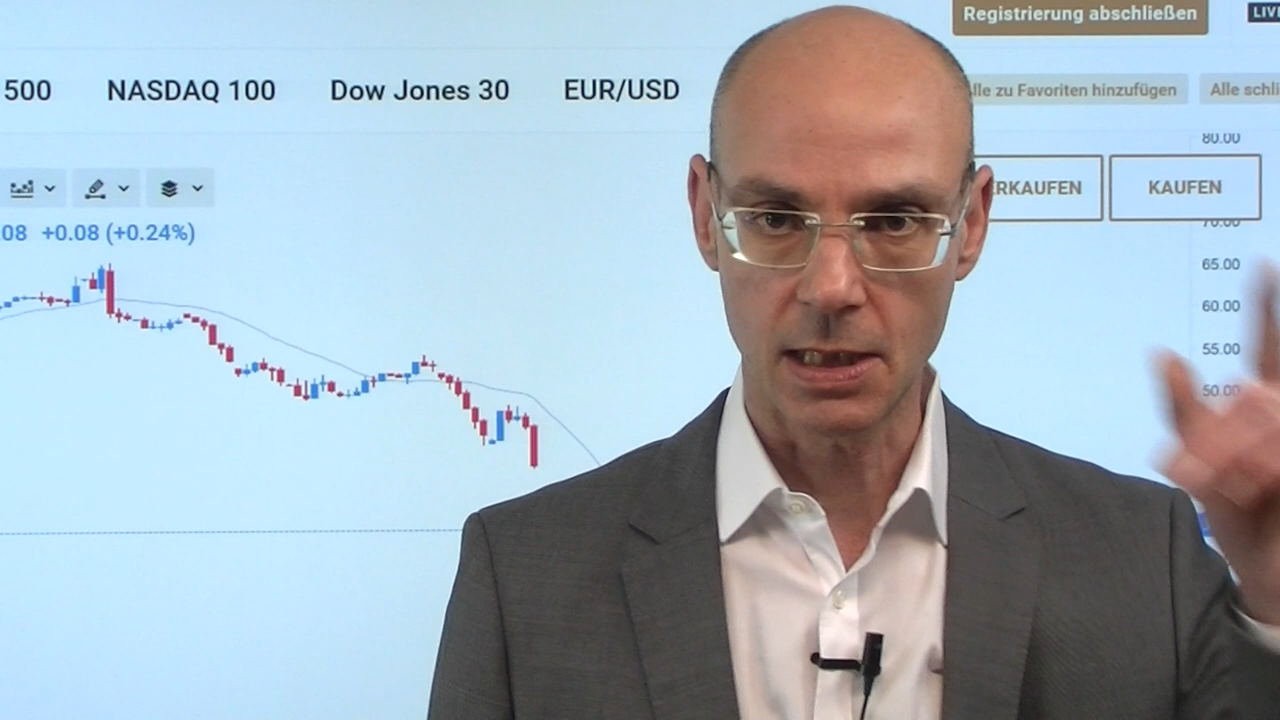 Registrierung abschließen
LIV
500 NASDAQ 100 Dow Jones 30 EUR/USD
lle zu Favoriten hinzufügen Alle schli
80.00
RKAUFEN KAUFEN
70.00
.08 +0.08 (+0.24%)
65.00
60.00
55.00
50.00